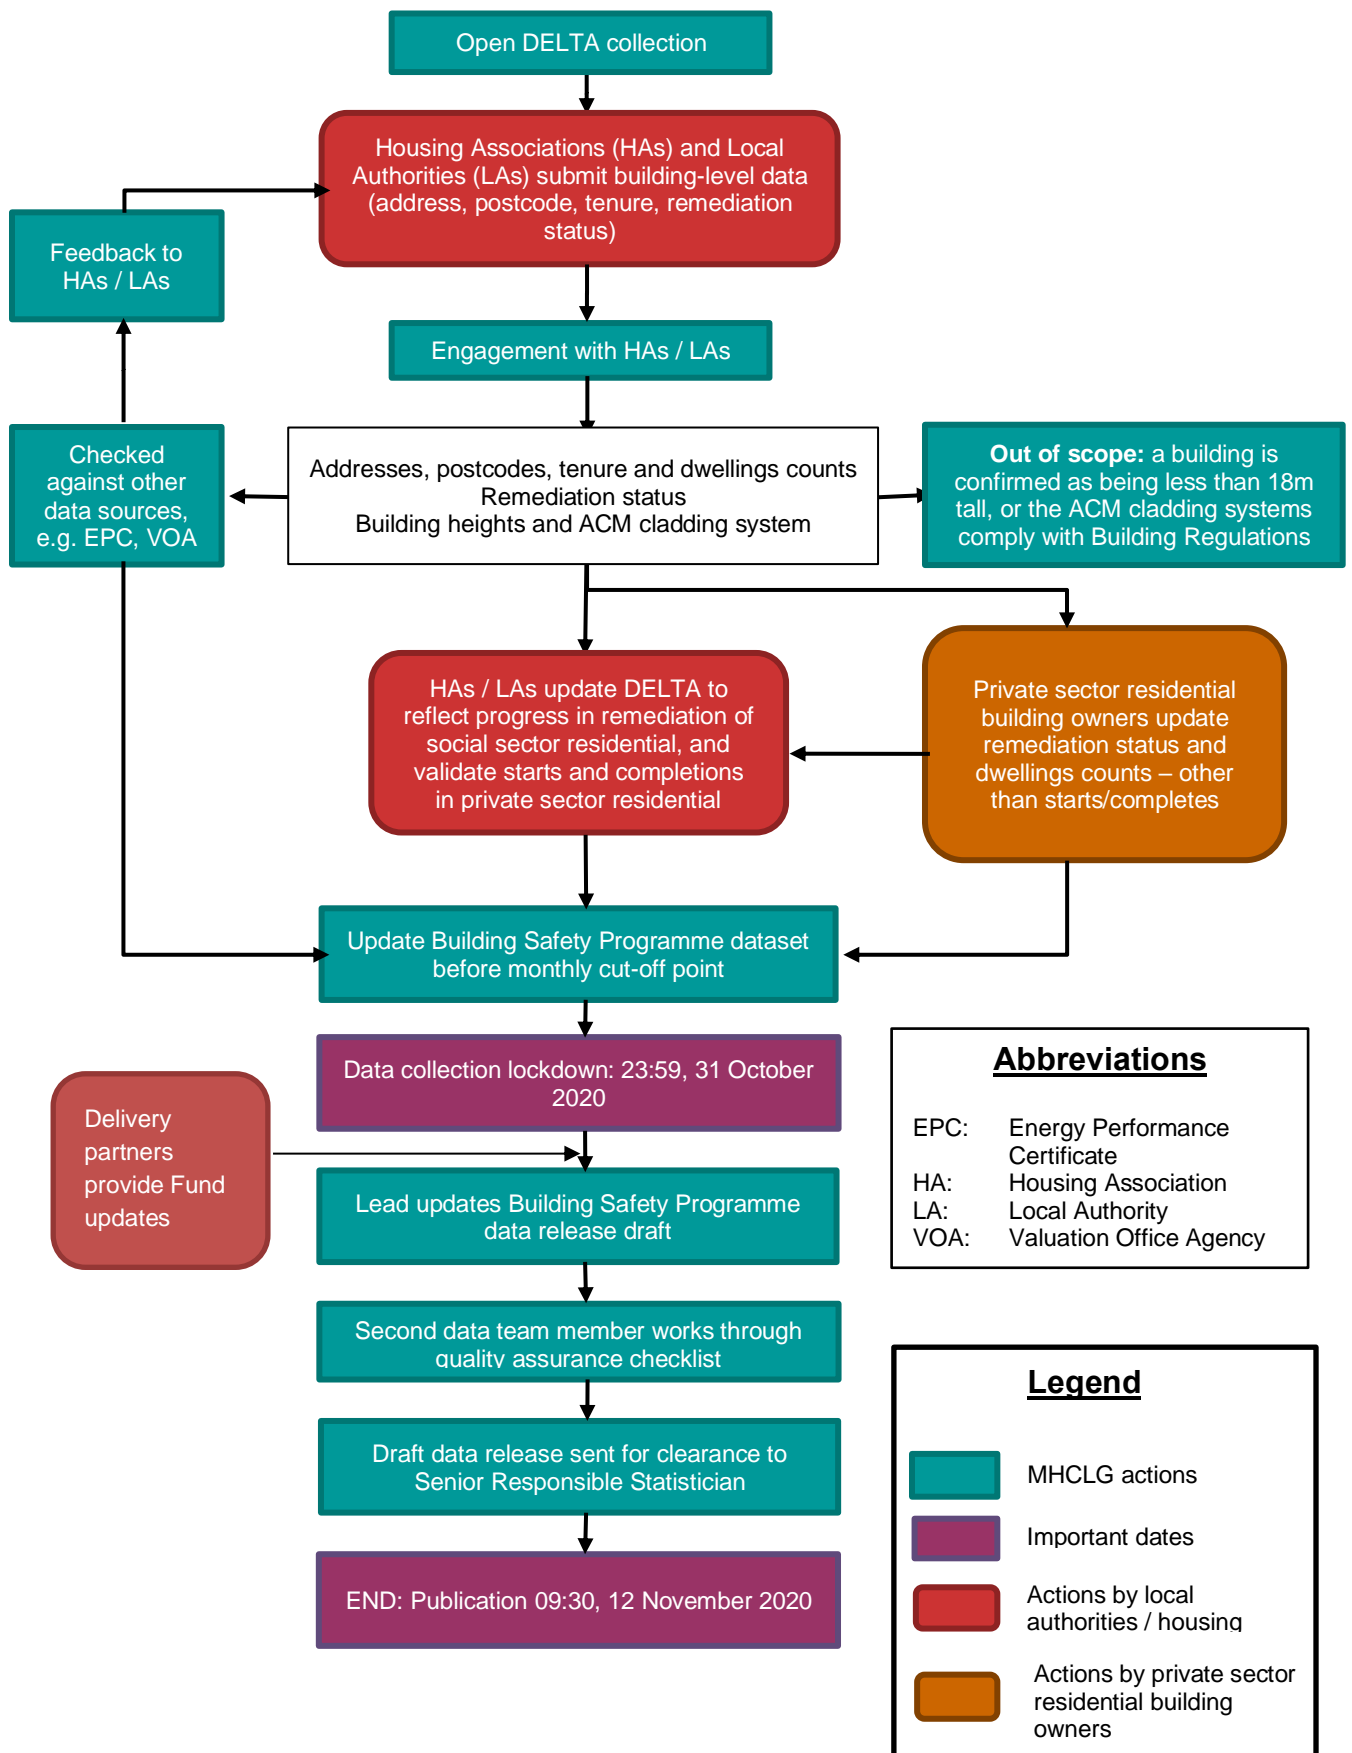 Open DELTA collection
Housing Associations (HAs) and Local
Authorities (LAs) submit building-level data
(address, postcode, tenure, remediation
status)
Feedback to
HAs / LAs
Engagement with HAs / LAs
Checked
against other
data sources,
e.g. EPC, VOA
Addresses, postcodes, tenure and dwellings counts
Remediation status
Building heights and ACM cladding system
Out of scope: a building is
confirmed as being less than 18m
tall, or the ACM cladding systems
comply with Building Regulations
HAs / LAs update DELTA to
reflect progress in remediation of
social sector residential, and
validate starts and completions
in private sector residential
Private sector residential
building owners update
remediation status and
dwellings counts – other
than starts/completes
Update Building Safety Programme dataset
before monthly cut-off point
Data collection lockdown: 23:59, 31 October
2020
Delivery
partners
provide Fund
updates
Lead updates Building Safety Programme
data release draft
Second data team member works through
quality assurance checklist
Draft data release sent for clearance to
Senior Responsible Statistician
END: Publication 09:30, 12 November 2020
Abbreviations
EPC: Energy Performance
Certificate
HA: Housing Association
LA: Local Authority
VOA: Valuation Office Agency
Legend
MHCLG actions
Important dates
Actions by local
authorities / housing
Actions by private sector
residential building
owners